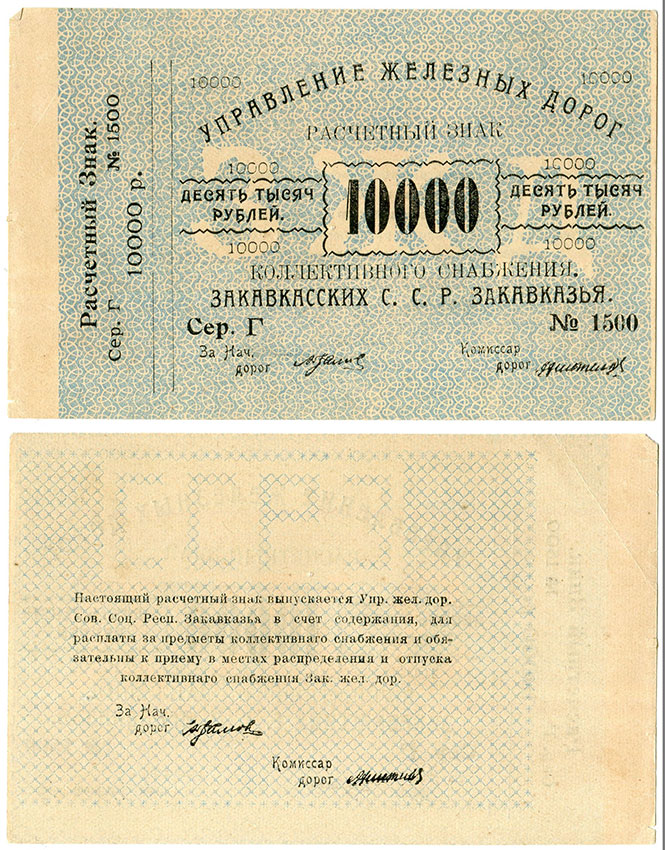 Расчетный Знак.
Сер. Г № 1500
10000 р.
10000 10000
УПРАВЛЕНИЕ ЖЕЛЕЗНЫХ ДОРОГ
РАСЧЕТНЫЙ ЗНАК
10000 10000
ДЕСЯТЬ ТЫСЯЧ РУБЛЕЙ.
10000
ДЕСЯТЬ ТЫСЯЧ РУБЛЕЙ.
10000 10000
КОЛЛЕКТИВНОГО СНАБЖЕНИЯ.
ЗАКАВКАССКИХ С. С. Р. ЗАКАВКАЗЬЯ.
Сер. Г № 1500
За Нач. дорог
Комиссар дорог
Настоящий расчетный знак выпускается Упр. жел. дор.
Сов. Соц. Респ. Закавказья в счет содержания, для
расплаты за предметы коллективнаго снабжения и обя-
зательны к приему в местах распределения и отпуска
коллективнаго снабжения Зак. жел. дор.
За Нач.
дорог
Комиссар
дорог